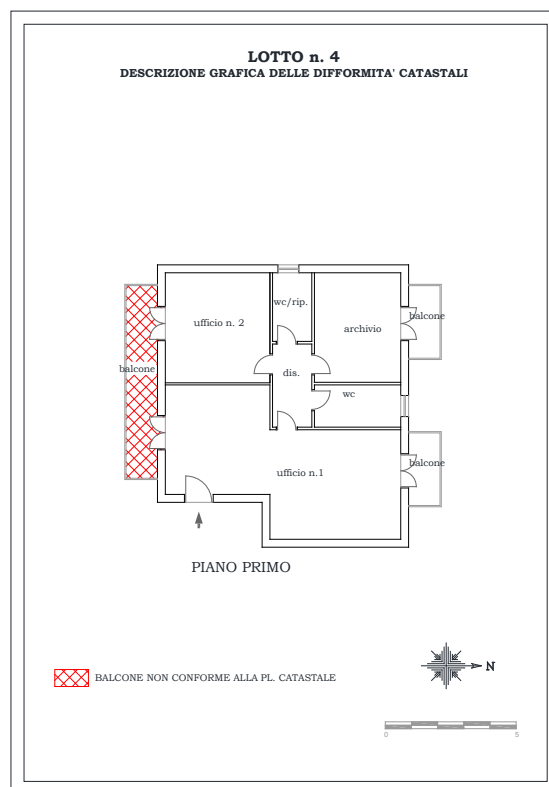 LOTTO n. 4
DESCRIZIONE GRAFICA DELLE DIFFORMITA' CATASTALI
wc/rip.
ufficio n. 2
archivio
balcone
balcone
dis.
wc
balcone
ufficio n.1
PIANO PRIMO
N
BALCONE NON CONFORME ALLA PL. CATASTALE
0 5